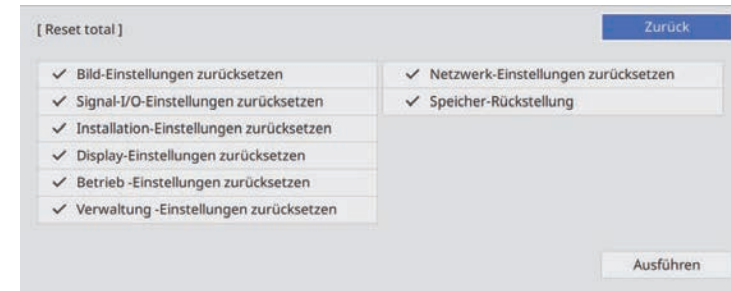 [ Reset total ]
Zurück
Bild-Einstellungen zurücksetzen
Signal-I/O-Einstellungen zurücksetzen
Installation-Einstellungen zurücksetzen
Display-Einstellungen zurücksetzen
Betrieb -Einstellungen zurücksetzen
Verwaltung -Einstellungen zurücksetzen
Netzwerk-Einstellungen zurücksetzen
Speicher-Rückstellung
Ausführen